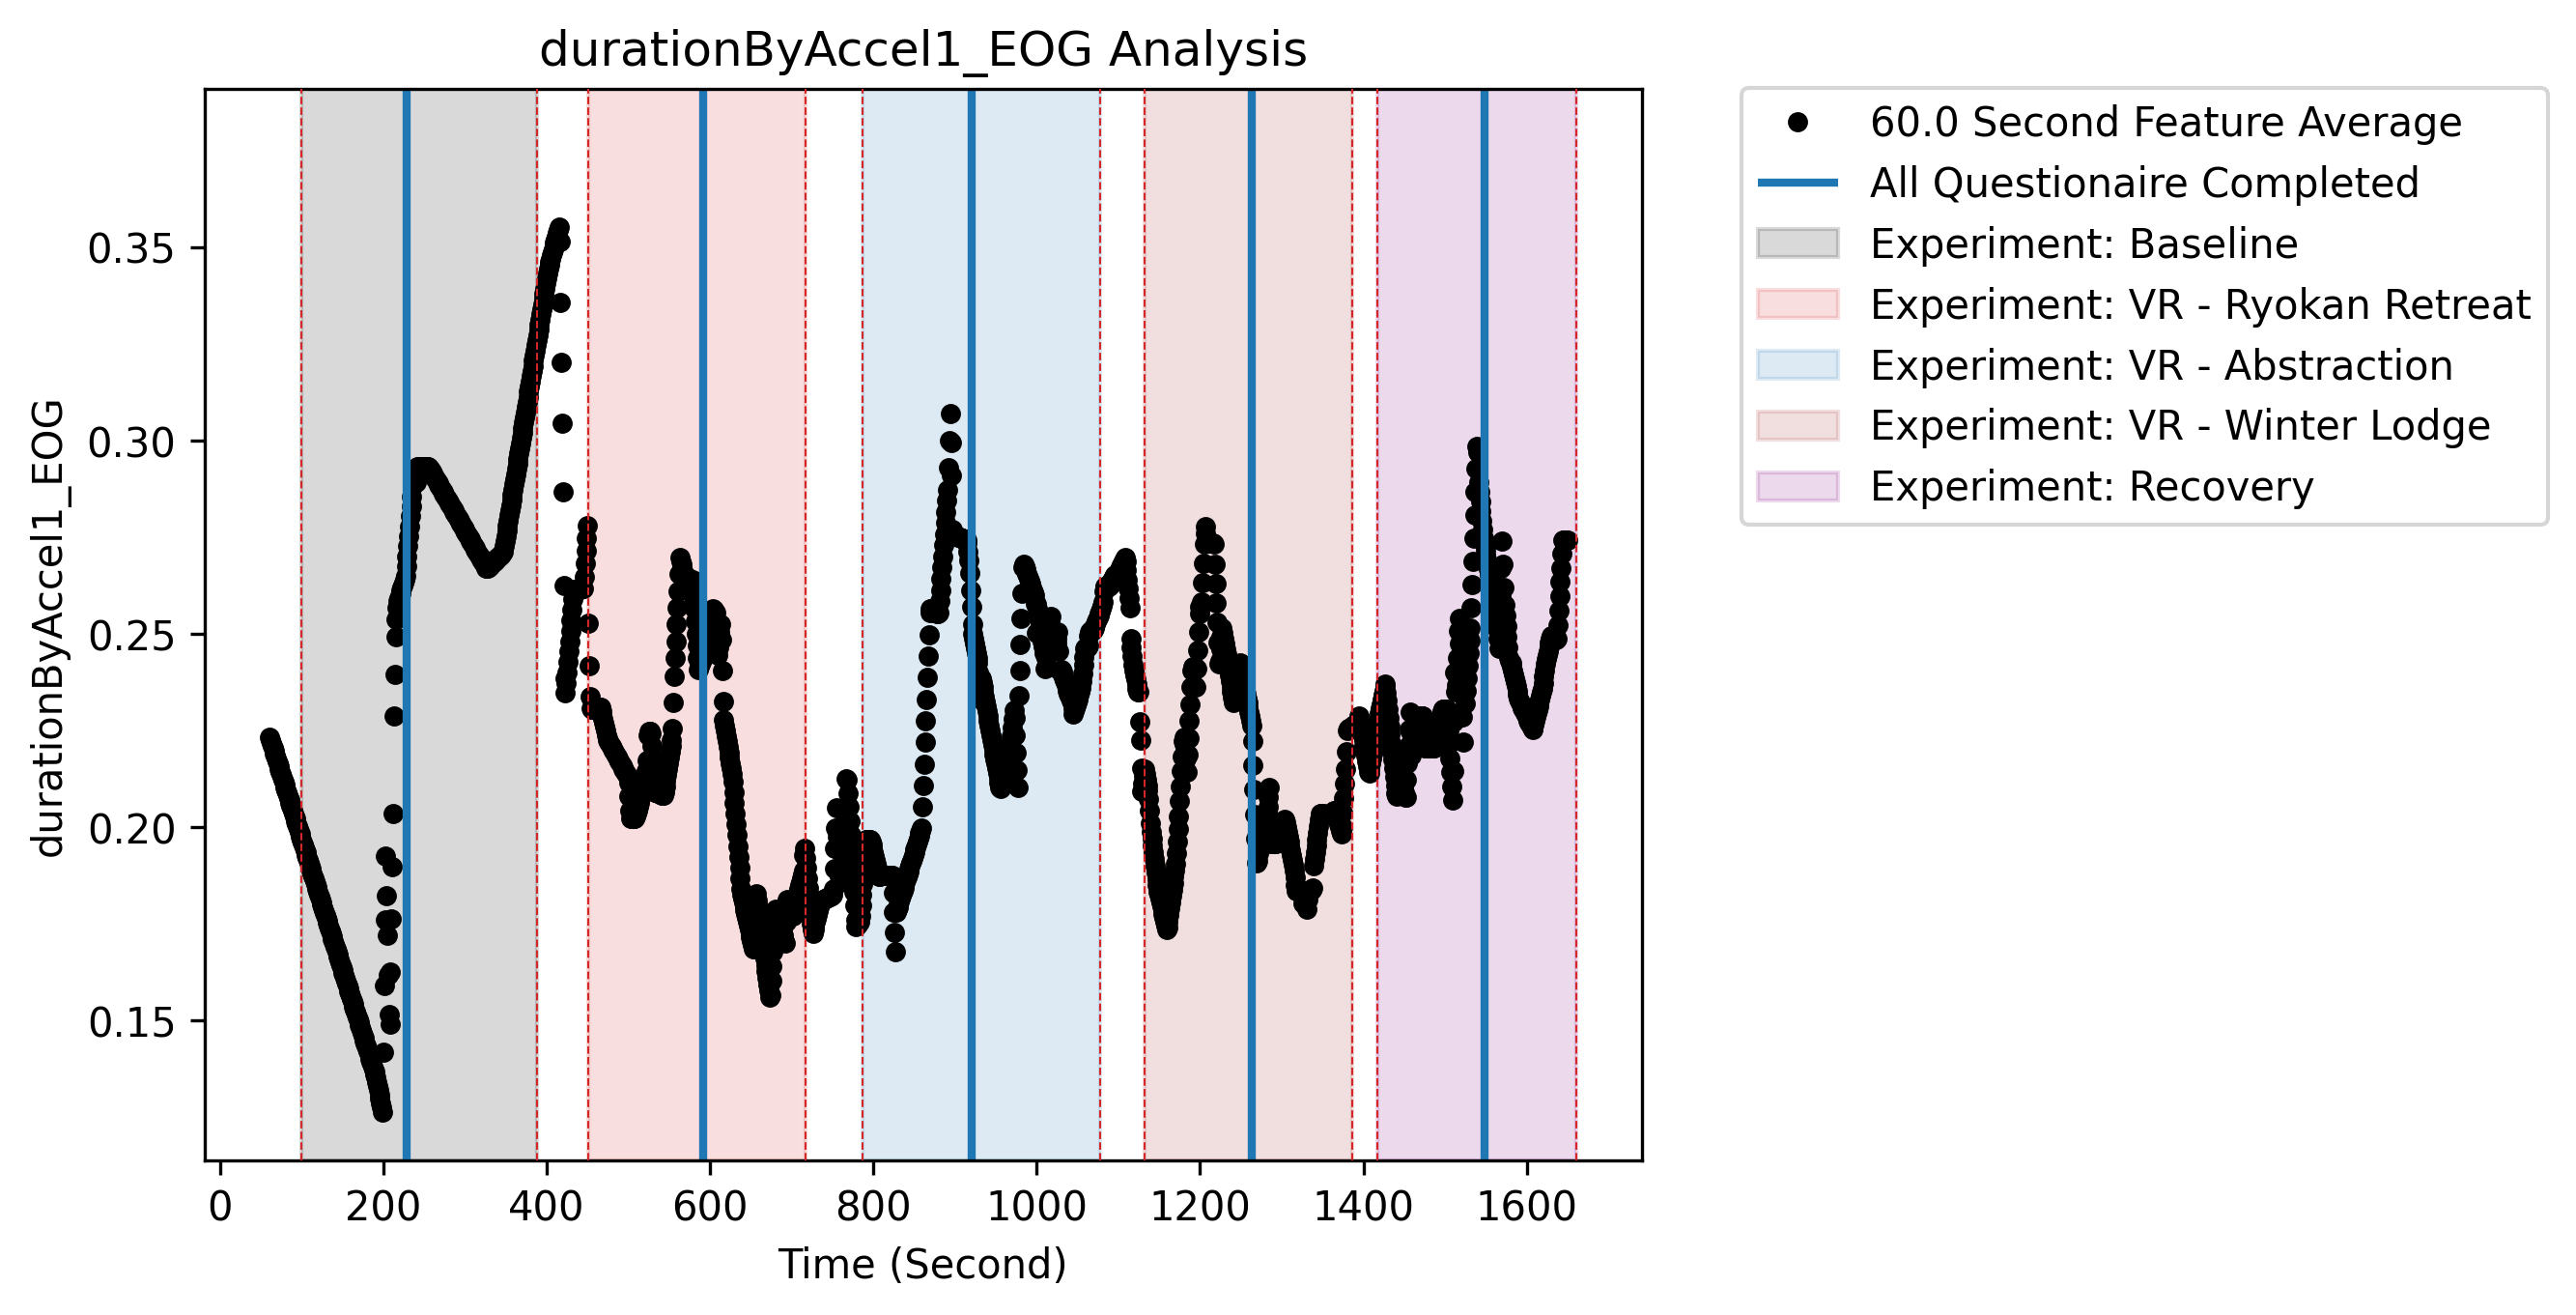 durationByAccel1_EOG Analysis
durationByAccel1_EOG
0.35
0.30
0.25
0.20
0.15
0 200 400 600 800 1000 1200 1400 1600
Time (Second)
60.0 Second Feature Average
All Questionaire Completed
Experiment: Baseline
Experiment: VR - Ryokan Retreat
Experiment: VR - Abstraction
Experiment: VR - Winter Lodge
Experiment: Recovery